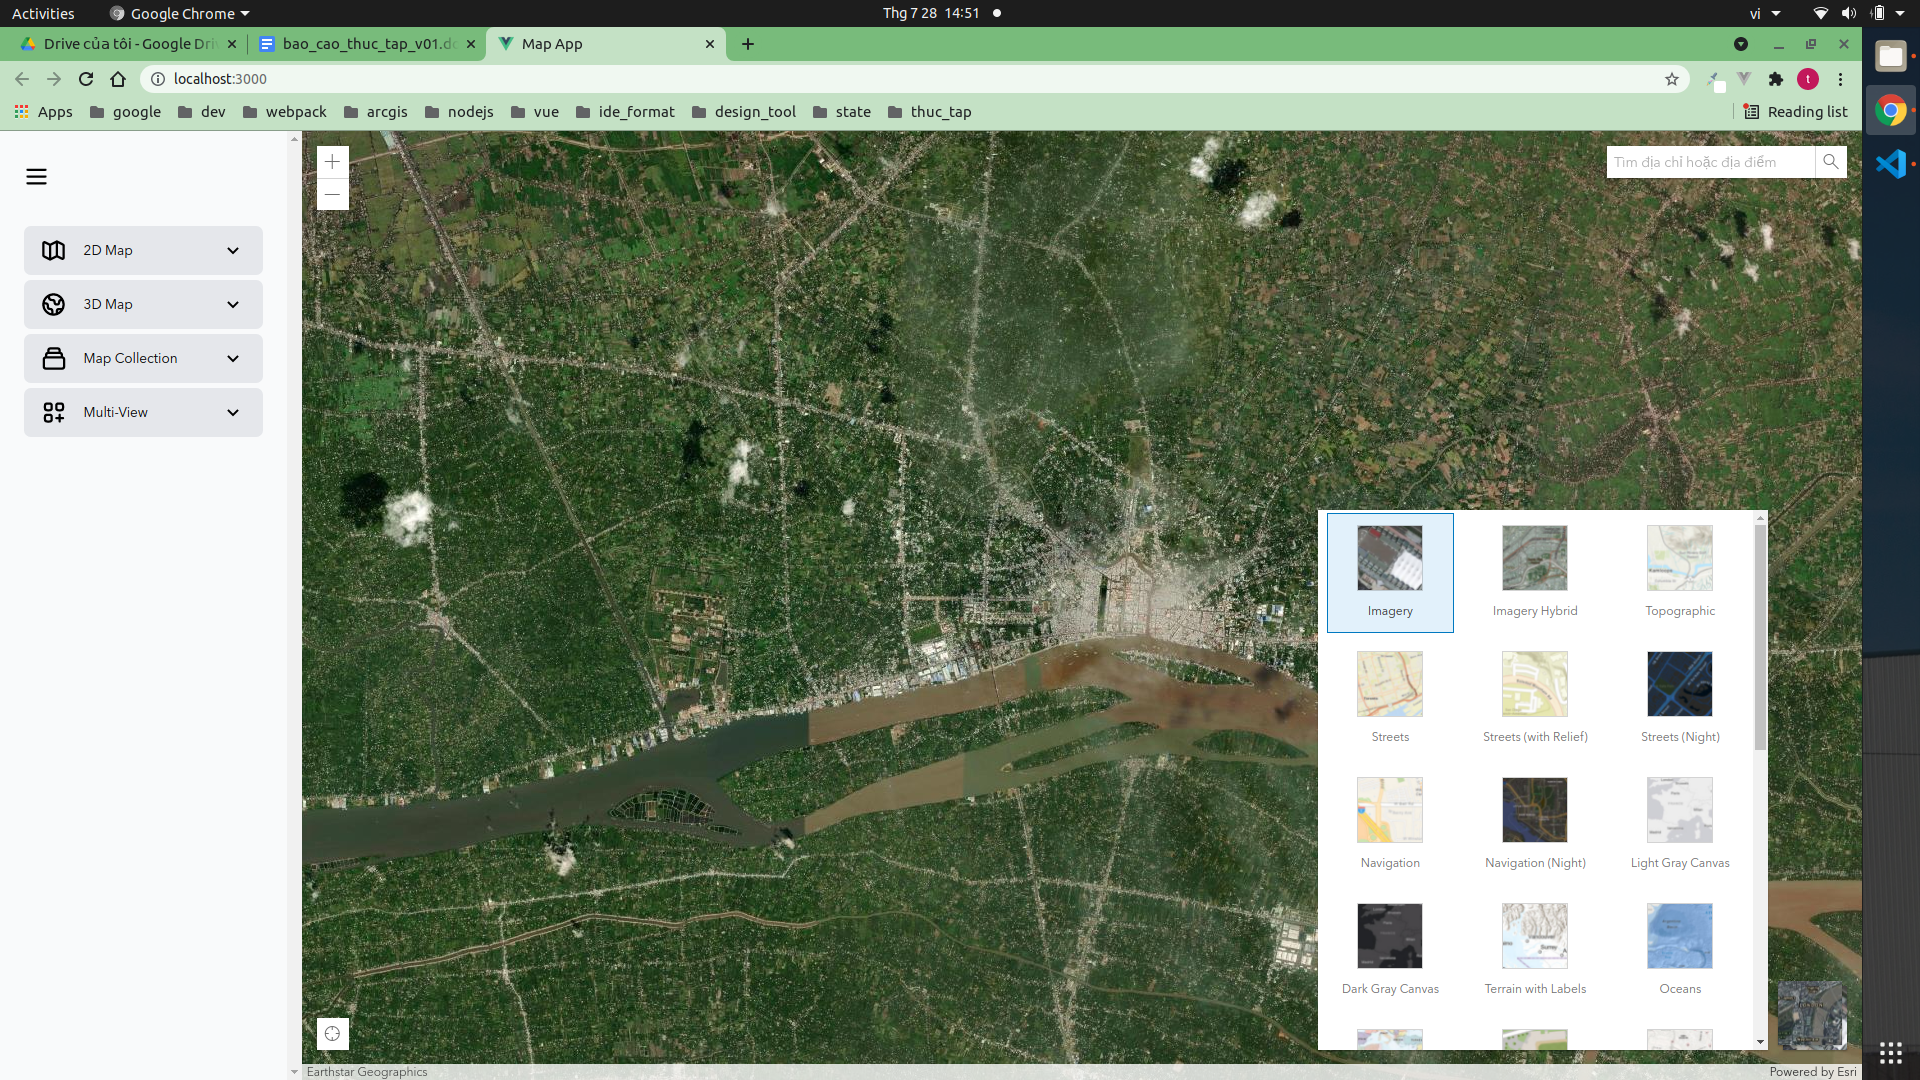 Activities
Google Chrome
Thg 7 28 14:51
vi
Drive của tôi - Google Driv
bao_cao_thuc_tap_v01.dc
Map App
localhost:3000
t
Apps
google
dev
webpack
arcgis
nodejs
vue
ide_format
design_tool
state
thuc_tap
Reading list
Tìm địa chỉ hoặc địa điểm
2D Map
3D Map
Map Collection
Multi-View
Imagery
Imagery Hybrid
Topographic
Streets
Streets (with Relief)
Streets (Night)
Navigation
Navigation (Night)
Light Gray Canvas
Dark Gray Canvas
Terrain with Labels
Oceans
Earthstar Geographics
Powered by Esri